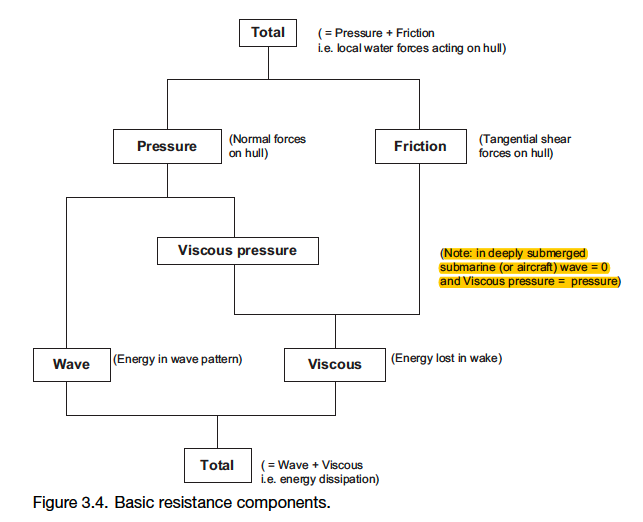 Total
( = Pressure + Friction
i.e. local water forces acting on hull)
Pressure
(Normal forces
on hull)
Friction
(Tangential shear
forces on hull)
Viscous pressure
(Note: in deeply submerged
submarine (or aircraft) wave = 0
and Viscous pressure = pressure)
Wave
(Energy in wave pattern)
Viscous
(Energy lost in wake)
Total
( = Wave + Viscous
i.e. energy dissipation)
Figure 3.4. Basic resistance components.